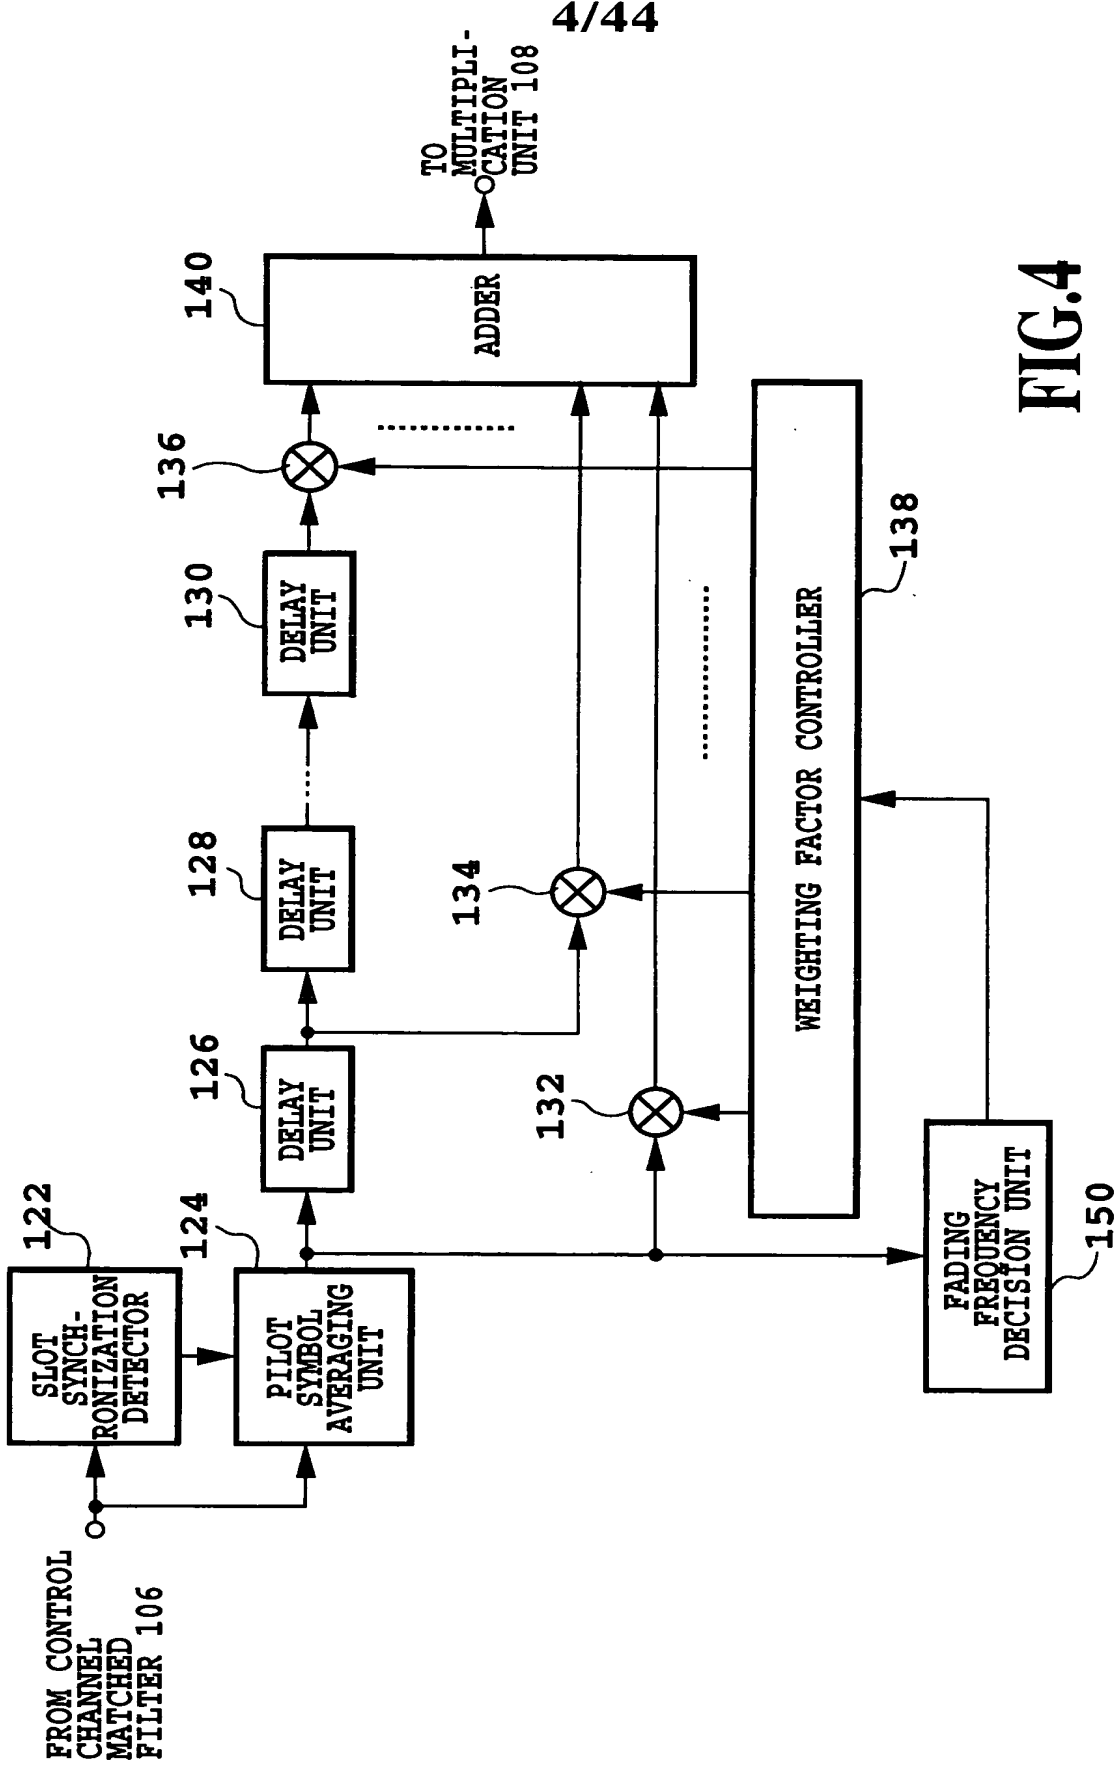 4/44
FROM CONTROL
CHANNEL
MATCHED
FILTER 106
122
SLOT
SYNCH-
RONIZATION
DETECTOR
124
PILOT
SYMBOL
AVERAGING
UNIT
126
DELAY
UNIT
128
DELAY
UNIT
130
DELAY
UNIT
136
140
ADDER
TO
MULTIPLI-
CATION
UNIT 108
134
132
WEIGHTING FACTOR CONTROLLER
138
FADING
FREQUENCY
DECISION UNIT
150
FIG.4